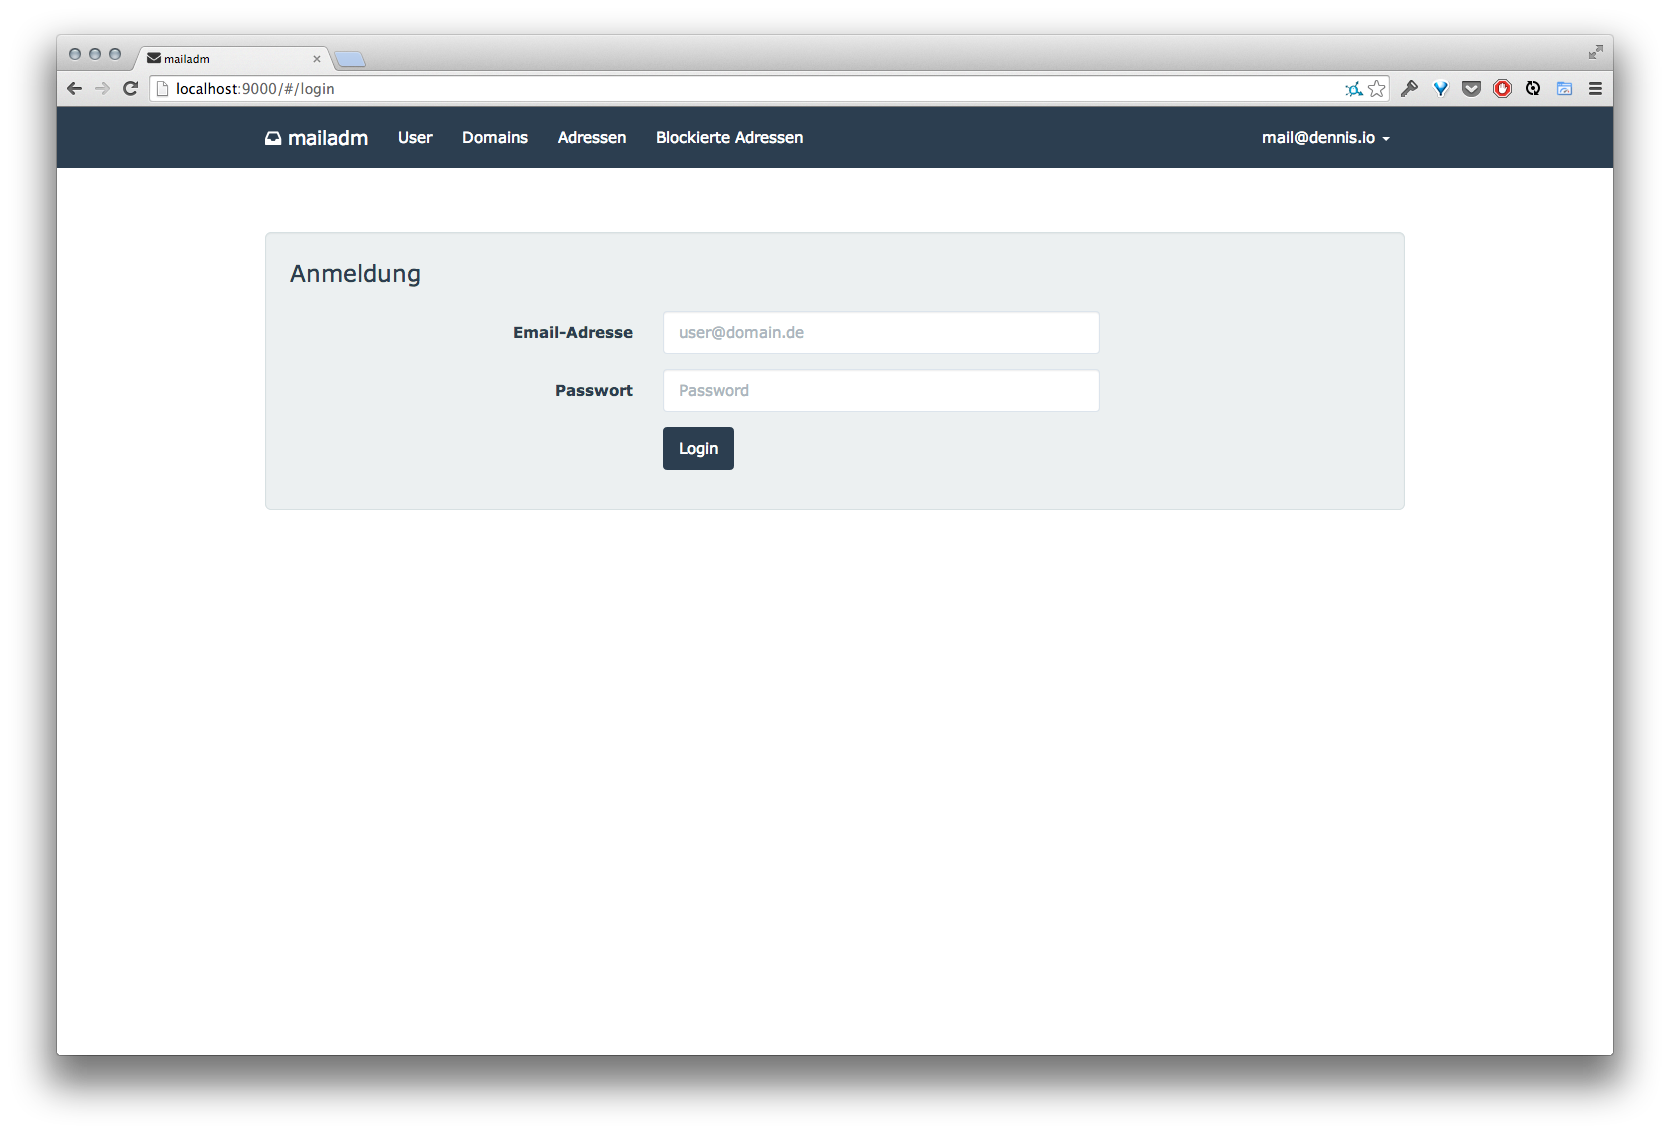 mailadm
localhost:9000/#/login
mailadm User Domains Adressen Blockierte Adressen mail@dennis.io
Anmeldung
Email-Adresse user@domain.de
Passwort Password
Login